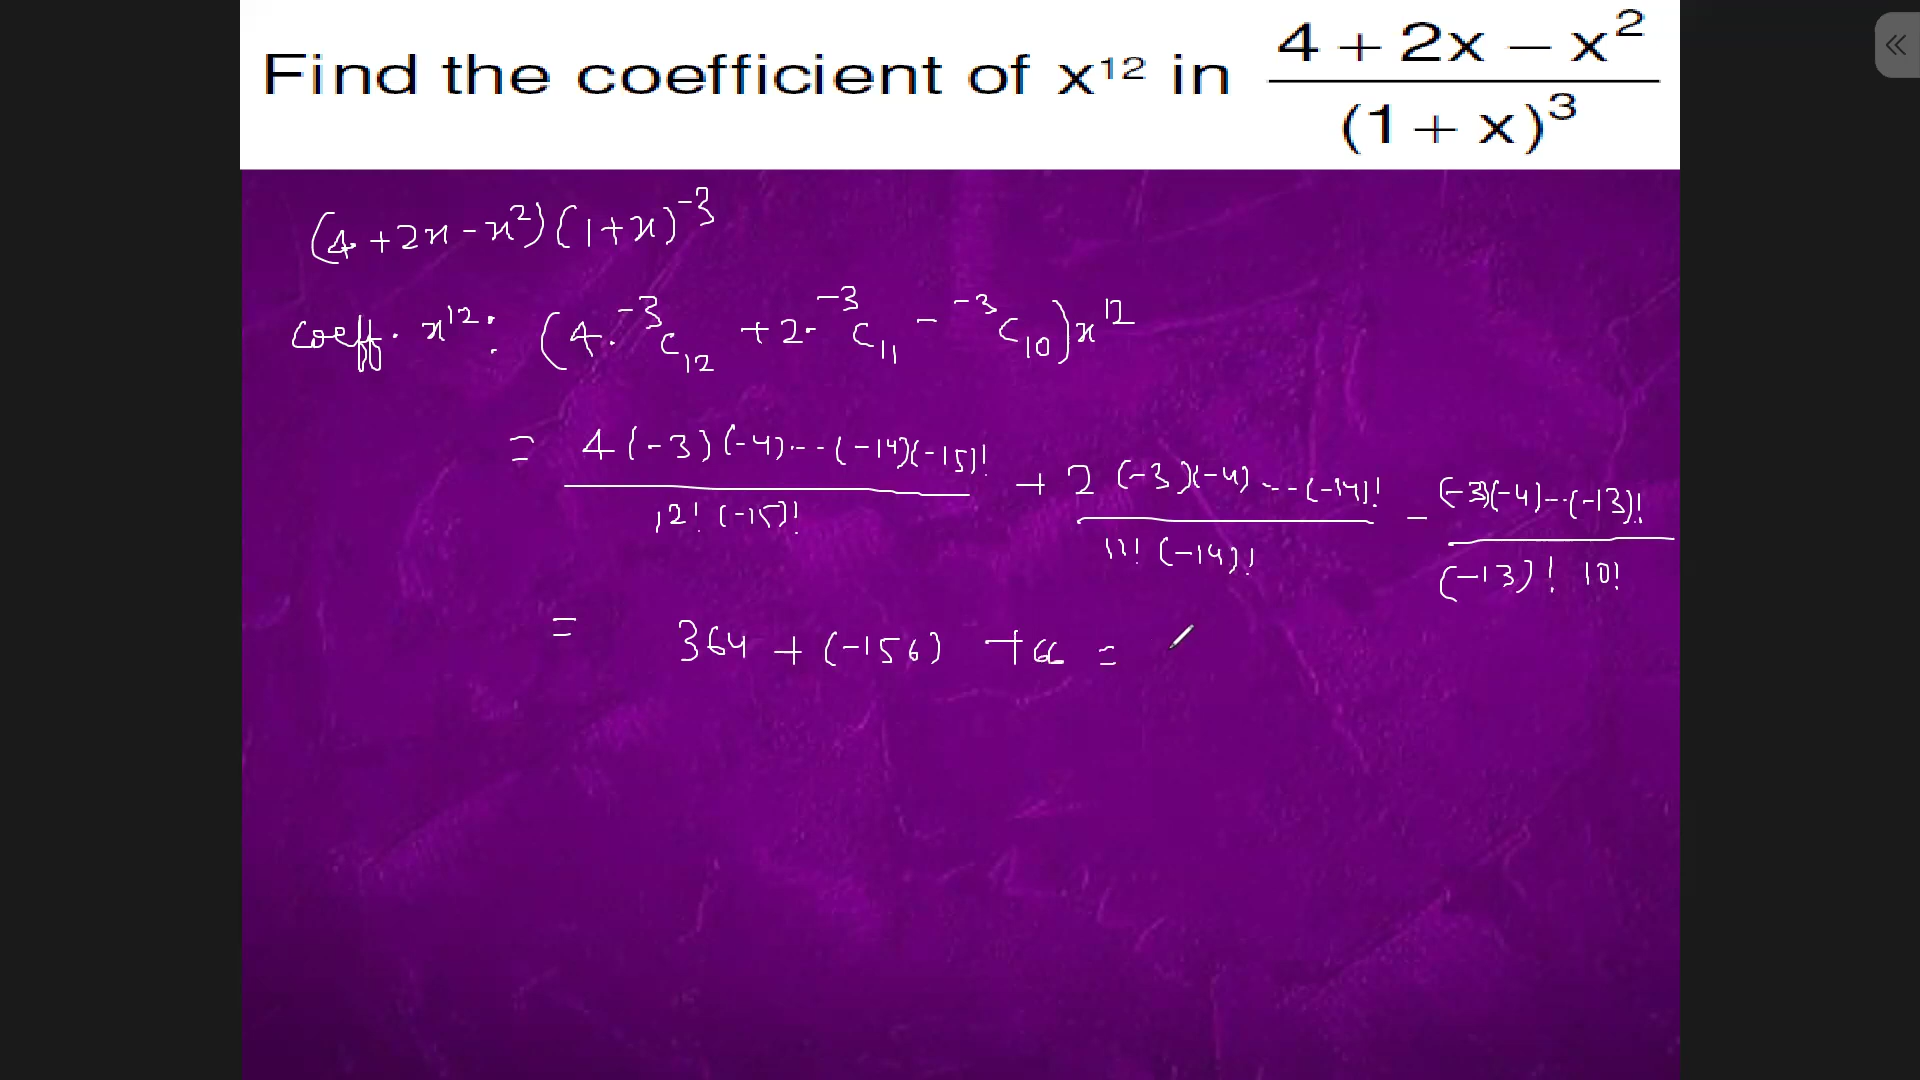 Find the coefficient of x¹² in (4 + 2x − x²)/(1 + x)³
(4 + 2x − x²)(1+x)⁻³
Coeff. x¹² : (4·⁻³C₁₂ + 2·⁻³C₁₁ − ⁻³C₁₀)x¹²
= 4(−3)(−4)...(−14)(−15)!/12!(−15)! + 2(−3)(−4)...(−14)!/11!(−14)! − (−3)(−4)...(−13)!/(−13)! 10!
= 364 + (−156) + 66 =